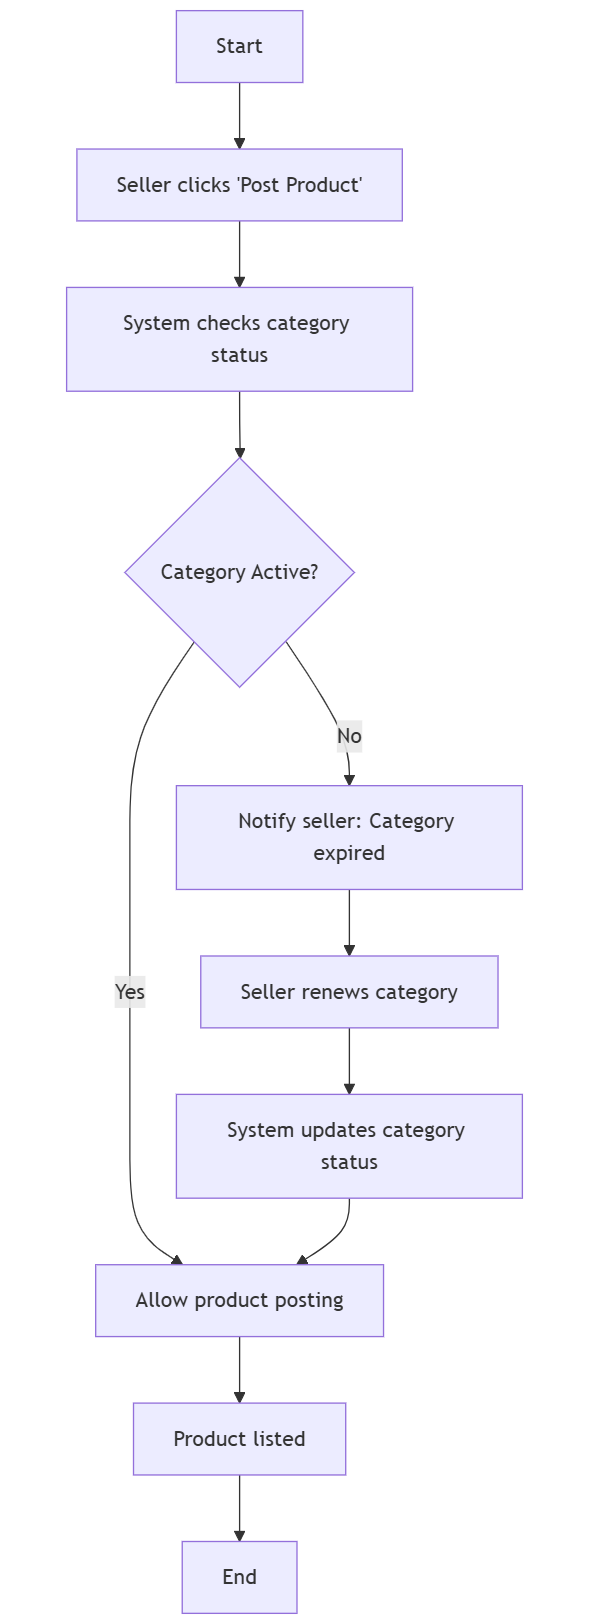 Start
Seller clicks 'Post Product'
System checks category
status
Category Active?
No
Notify seller: Category
expired
Yes
Seller renews category
System updates category
status
Allow product posting
Product listed
End